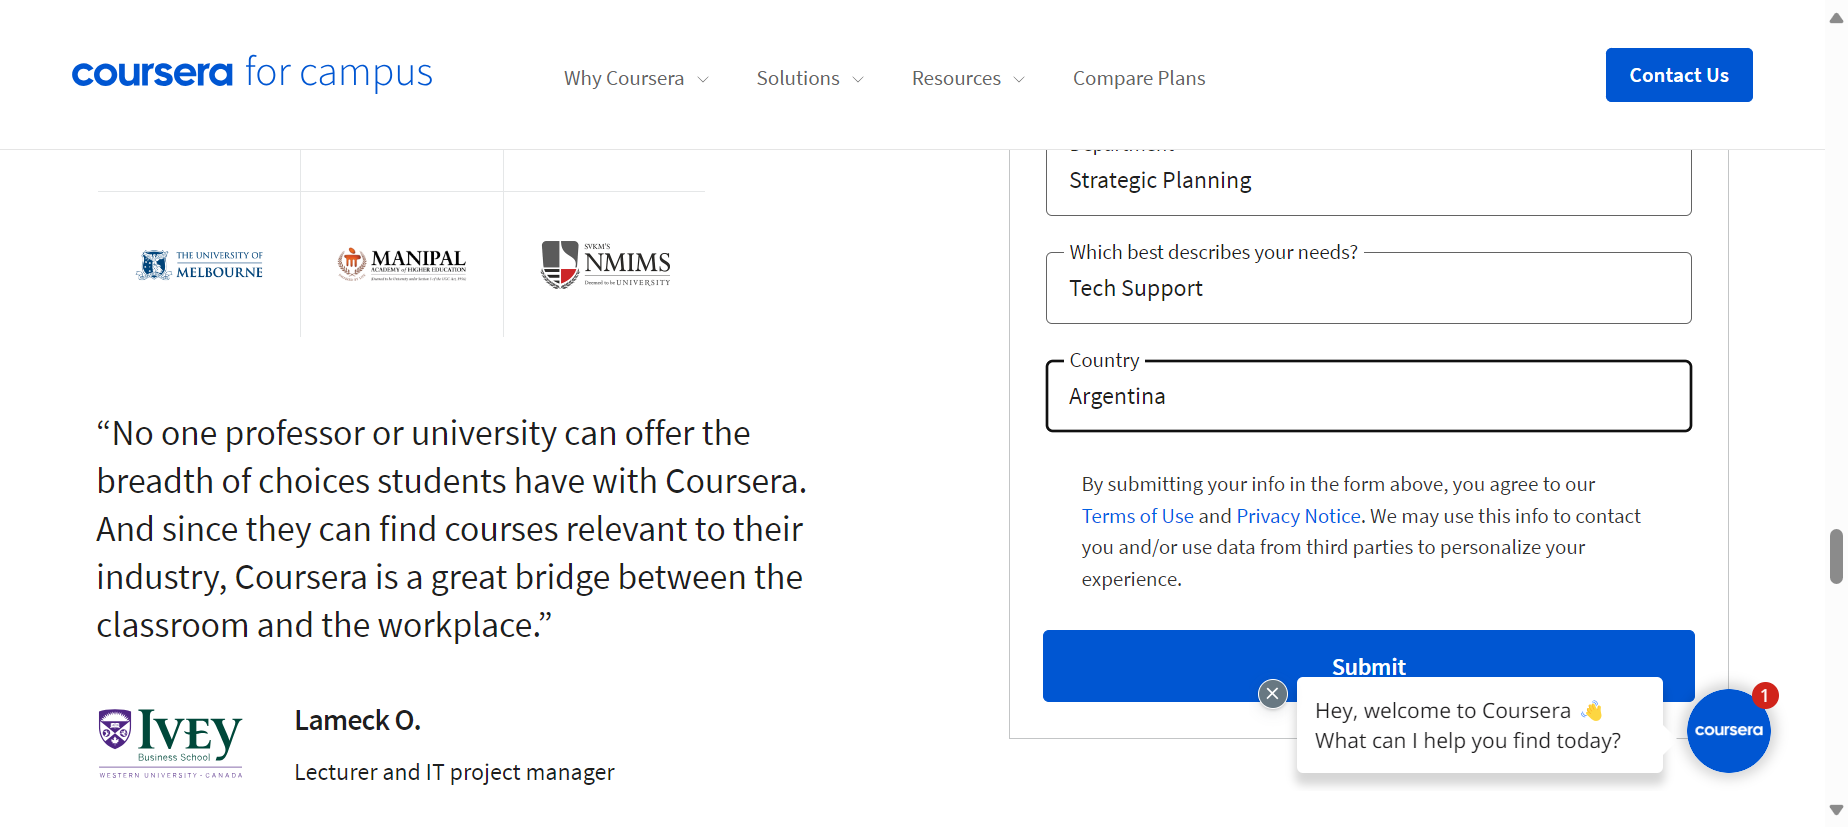 coursera for campus
Why Coursera
Solutions
Resources
Compare Plans
Contact Us
THE UNIVERSITY OF
MELBOURNE
MANIPAL
ACADEMY of HIGHER EDUCATION
SVKM'S
NMIMS
Deemed to be UNIVERSITY
“No one professor or university can offer the
breadth of choices students have with Coursera.
And since they can find courses relevant to their
industry, Coursera is a great bridge between the
classroom and the workplace.”
IVEY
Business School
WESTERN UNIVERSITY · CANADA
Lameck O.
Lecturer and IT project manager
Department
Strategic Planning
Which best describes your needs?
Tech Support
Country
Argentina
By submitting your info in the form above, you agree to our
Terms of Use and Privacy Notice. We may use this info to contact
you and/or use data from third parties to personalize your
experience.
Submit
Hey, welcome to Coursera 👋
What can I help you find today?
coursera
1